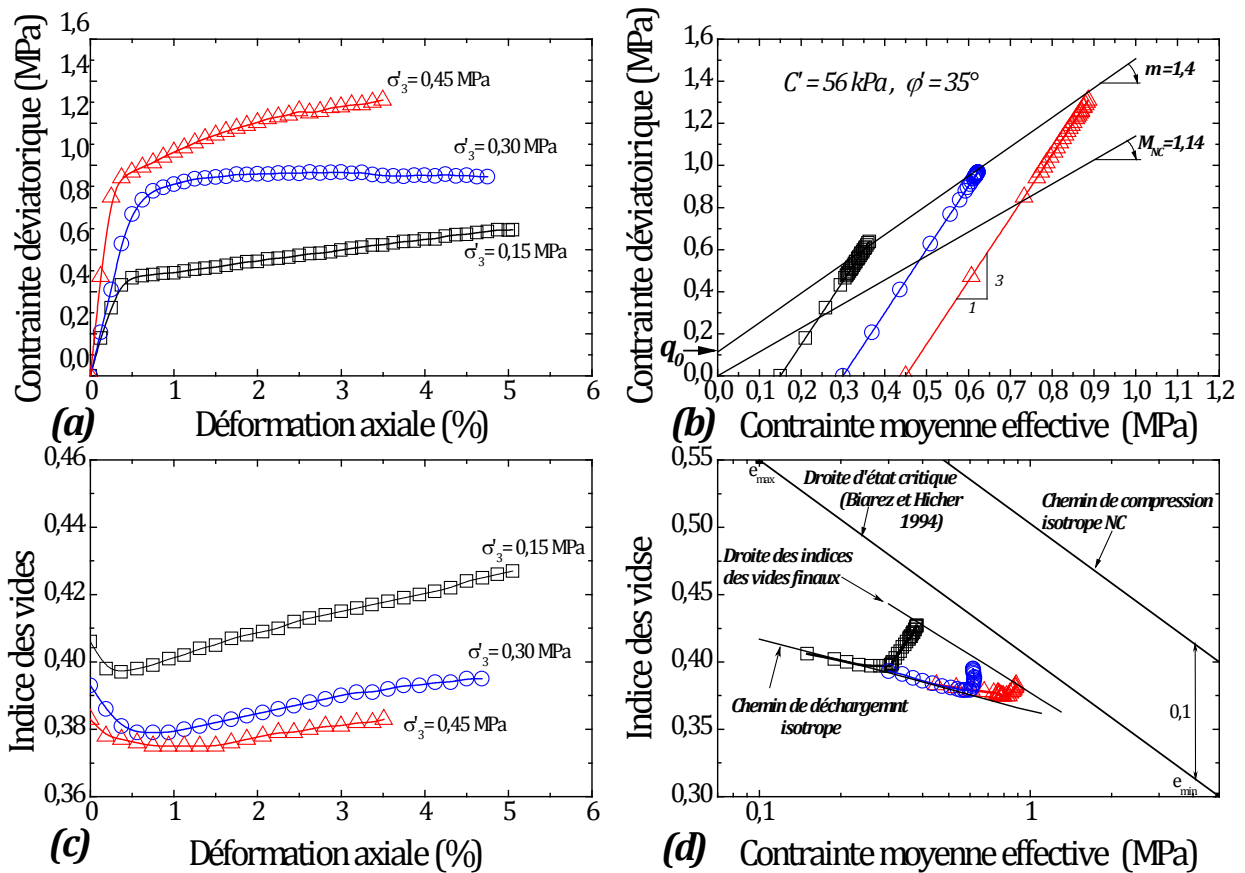 1,6
1,4
1,2
1,0
0,8
0,6
0,4
0,2
0,0
Contrainte déviatorique (MPa)
σ'3 = 0,45 MPa
σ'3 = 0,30 MPa
σ'3 = 0,15 MPa
0 1 2 3 4 5 6
(a) Déformation axiale (%)
1,6
1,4
1,2
1,0
0,8
0,6
0,4
0,2
0,0
Contrainte déviatoirique (MPa)
C' = 56 kPa , φ' = 35°
m=1,4
MNC=1,14
3
1
q0
0,0 0,1 0,2 0,3 0,4 0,5 0,6 0,7 0,8 0,9 1,0 1,1 1,2
(b) Contrainte moyenne effective (MPa)
0,46
0,44
0,42
0,40
0,38
0,36
Indice des vides
σ'3 = 0,15 MPa
σ'3 = 0,30 MPa
σ'3 = 0,45 MPa
0 1 2 3 4 5 6
(c) Déformation axiale (%)
0,55
0,50
0,45
0,40
0,35
0,30
Indice des vidse
emax
Droite d'état critique
(Biarez et Hicher
1994)
Chemin de compression
isotrope NC
Droite des indices
des vides finaux
Chemin de déchargemnt
isotrope
0,1
emin
0,1 1
(d) Contrainte moyenne effective (MPa)